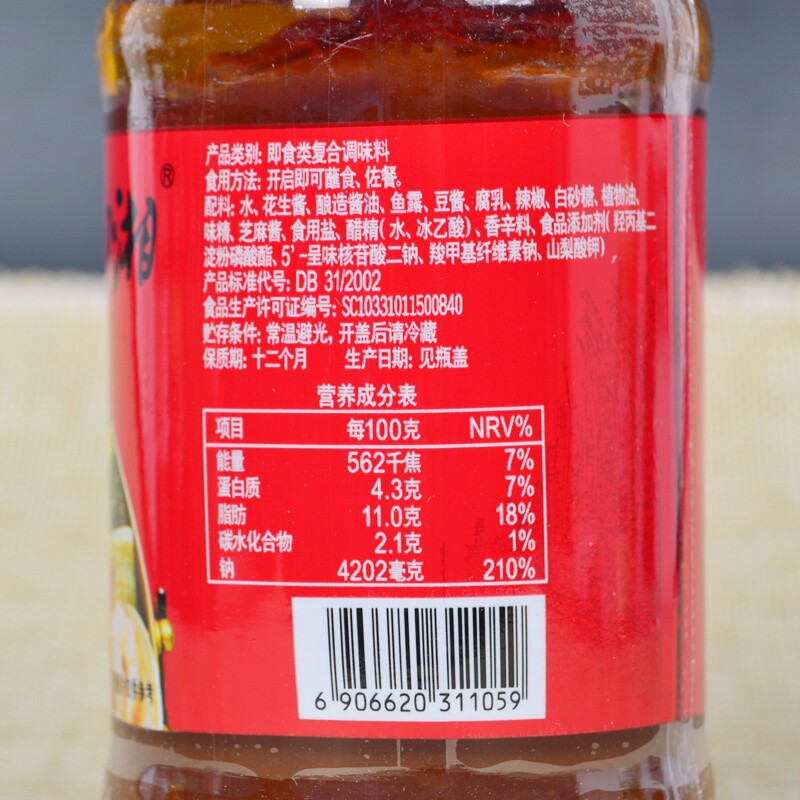 湘®
产品类别: 即食类复合调味料
食用方法: 开启即可蘸食、佐餐。
配料: 水、花生酱、酿造酱油、鱼露、豆酱、腐乳、辣椒、白砂糖、植物油、
味精、芝麻酱、食用盐、醋精(水、冰乙酸)、香辛料、食品添加剂(羟丙基二
淀粉磷酸酯、5'-呈味核苷酸二钠、羧甲基纤维素钠、山梨酸钾)
产品标准代号: DB 31/2002
食品生产许可证编号: SC10331011500840
贮存条件: 常温避光, 开盖后请冷藏
保质期: 十二个月 生产日期: 见瓶盖
营养成分表
项目 每100克 NRV%
能量 562千焦 7%
蛋白质 4.3克 7%
脂肪 11.0克 18%
碳水化合物 2.1克 1%
钠 4202毫克 210%
6 906620 311059